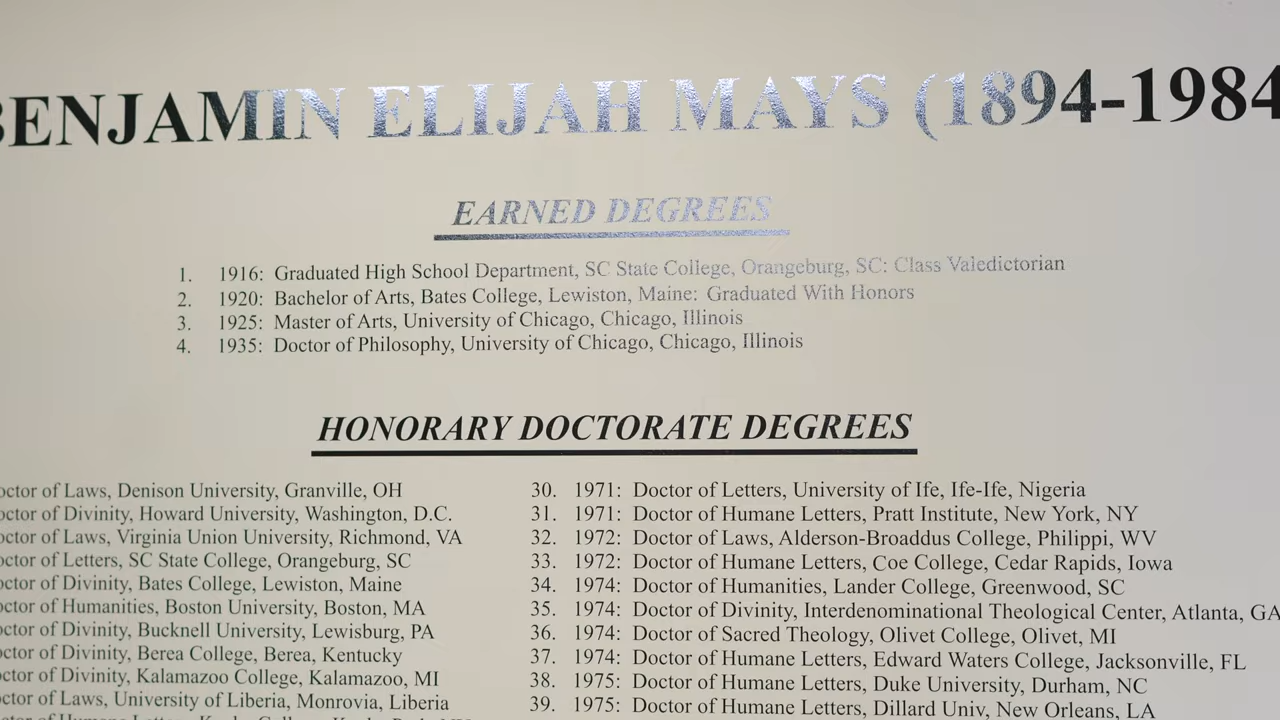 BENJAMIN ELIJAH MAYS (1894-1984
EARNED DEGREES
1. 1916: Graduated High School Department, SC State College, Orangeburg, SC: Class Valedictorian
2. 1920: Bachelor of Arts, Bates College, Lewiston, Maine: Graduated With Honors
3. 1925: Master of Arts, University of Chicago, Chicago, Illinois
4. 1935: Doctor of Philosophy, University of Chicago, Chicago, Illinois
HONORARY DOCTORATE DEGREES
octor of Laws, Denison University, Granville, OH
octor of Divinity, Howard University, Washington, D.C.
octor of Laws, Virginia Union University, Richmond, VA
octor of Letters, SC State College, Orangeburg, SC
octor of Divinity, Bates College, Lewiston, Maine
octor of Humanities, Boston University, Boston, MA
octor of Divinity, Bucknell University, Lewisburg, PA
octor of Divinity, Berea College, Berea, Kentucky
octor of Divinity, Kalamazoo College, Kalamazoo, MI
octor of Laws, University of Liberia, Monrovia, Liberia
30. 1971: Doctor of Letters, University of Ife, Ife-Ife, Nigeria
31. 1971: Doctor of Humane Letters, Pratt Institute, New York, NY
32. 1972: Doctor of Laws, Alderson-Broaddus College, Philippi, WV
33. 1972: Doctor of Humane Letters, Coe College, Cedar Rapids, Iowa
34. 1974: Doctor of Humanities, Lander College, Greenwood, SC
35. 1974: Doctor of Divinity, Interdenominational Theological Center, Atlanta, GA
36. 1974: Doctor of Sacred Theology, Olivet College, Olivet, MI
37. 1974: Doctor of Humane Letters, Edward Waters College, Jacksonville, FL
38. 1975: Doctor of Humane Letters, Duke University, Durham, NC
39. 1975: Doctor of Humane Letters, Dillard Univ, New Orleans, LA